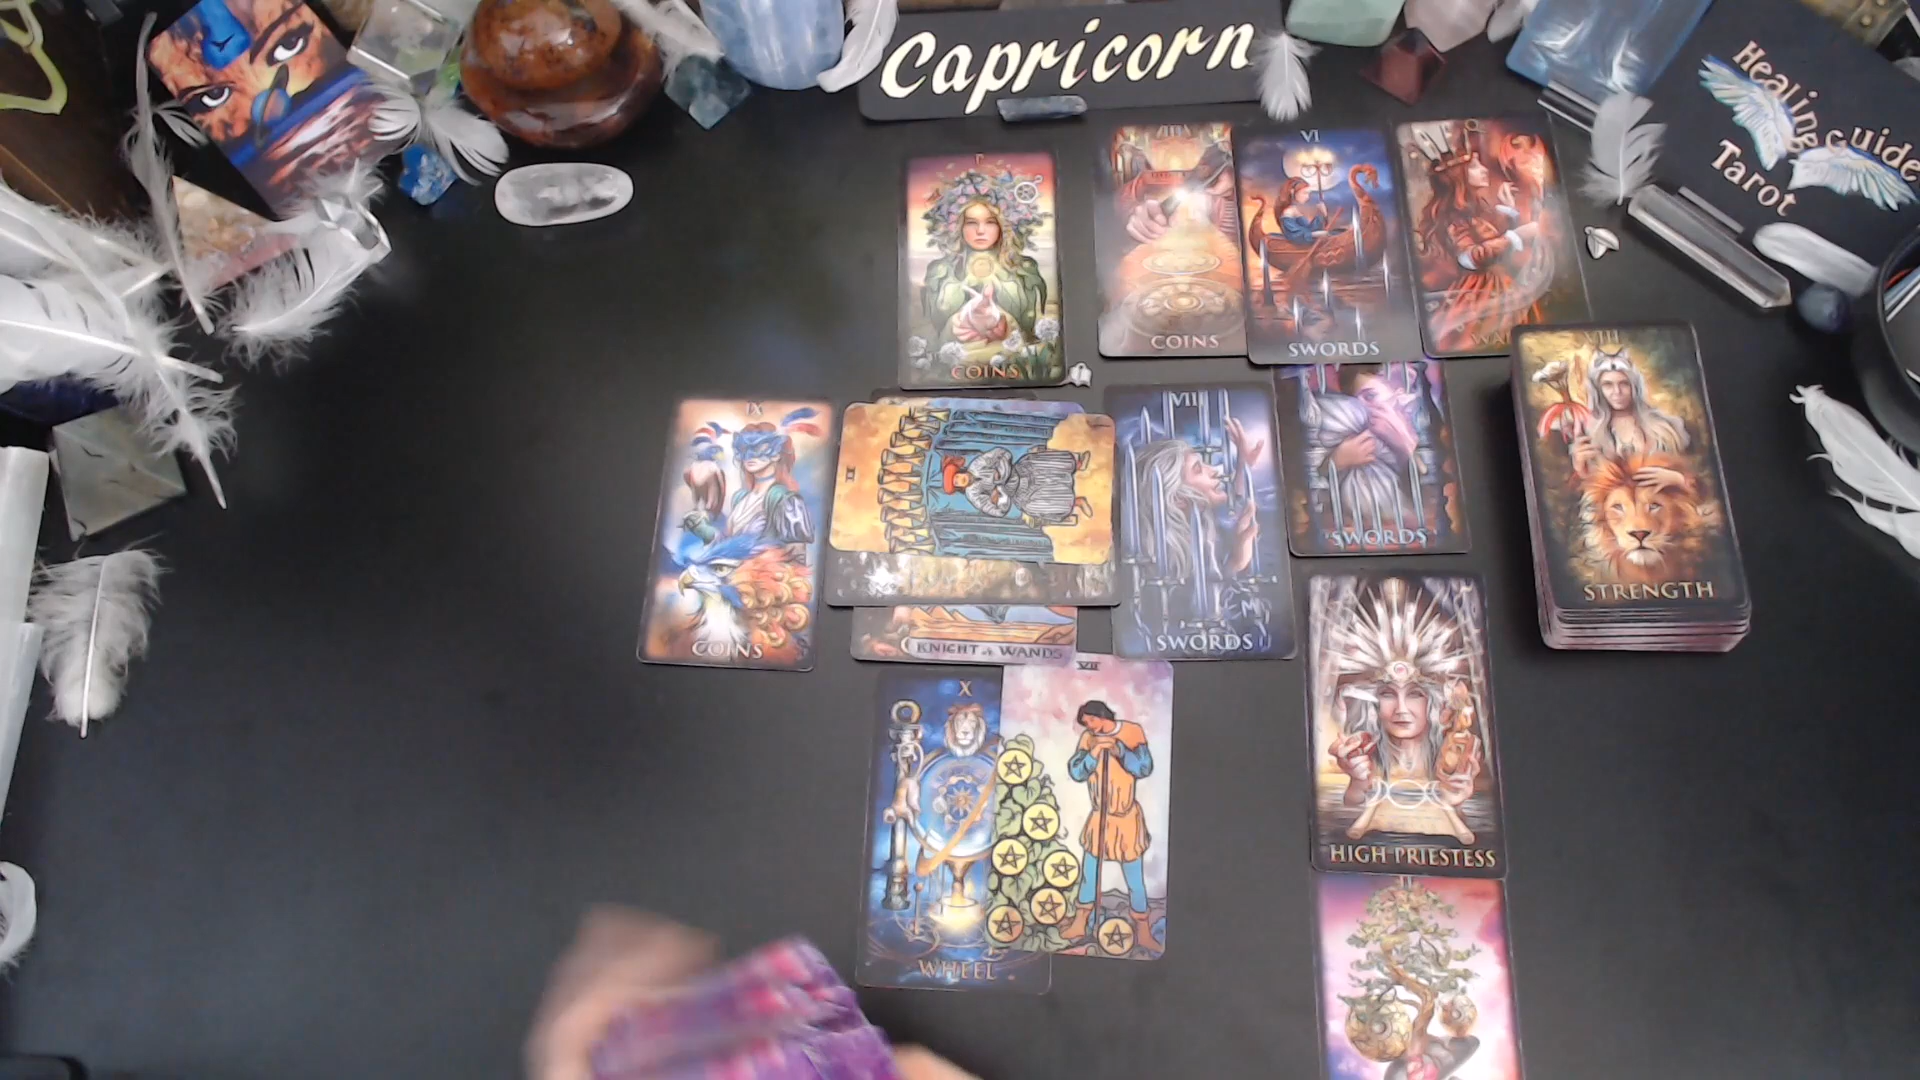 Capricorn
Healing
Guide
Tarot
COINS
COINS
VI
SWORDS
IX
COINS
KNIGHT of WANDS
SWORDS
SWORDS
VIII
STRENGTH
X
WHEEL
VII
HIGH PRIESTESS